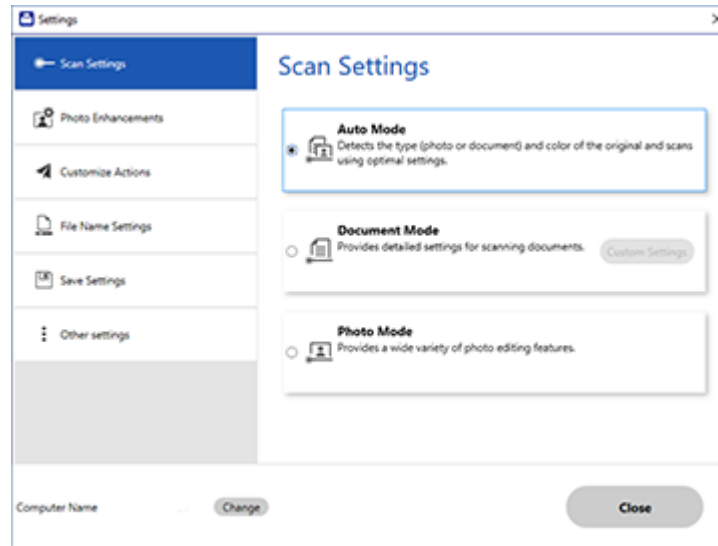 Settings
Scan Settings
Photo Enhancements
Customize Actions
File Name Settings
Save Settings
Other settings
Scan Settings
Auto Mode
Detects the type (photo or document) and color of the original and scans
using optimal settings.
Document Mode
Provides detailed settings for scanning documents.
Custom Settings
Photo Mode
Provides a wide variety of photo editing features.
Computer Name
Change
Close